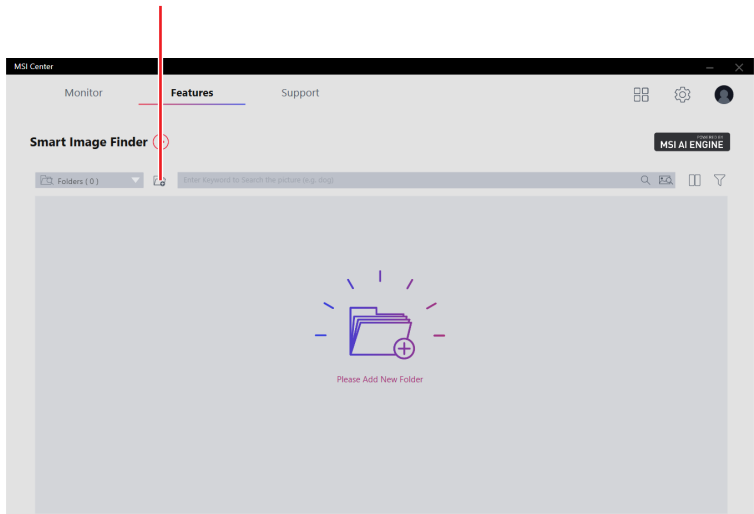 MSI Center
Monitor
Features
Support
Smart Image Finder
POWERED BY
MSI AI ENGINE
Folders ( 0 )
Enter Keyword to Search the picture (e.g. dog)
Please Add New Folder